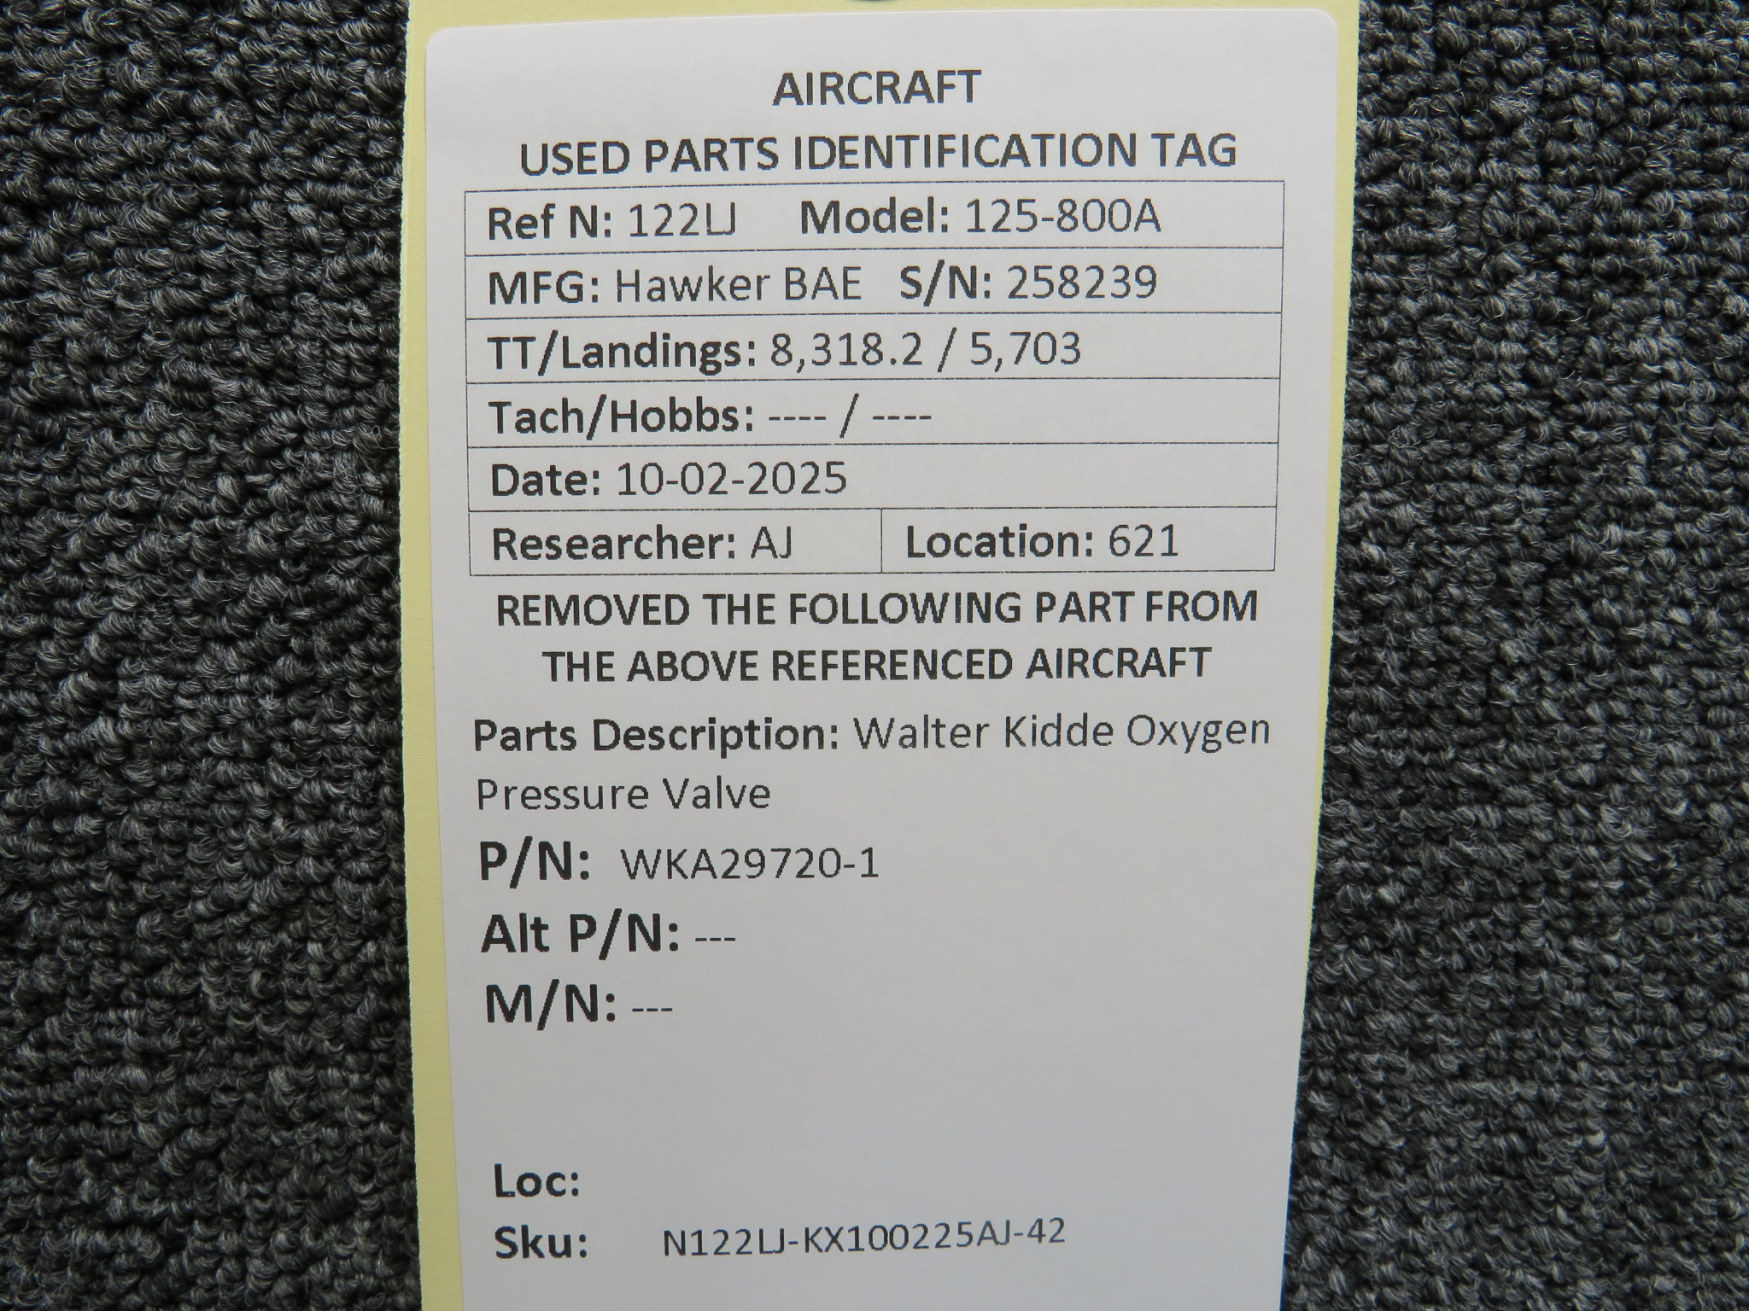 AIRCRAFT
USED PARTS IDENTIFICATION TAG
Ref N: 122LJ Model: 125-800A
MFG: Hawker BAE S/N: 258239
TT/Landings: 8,318.2 / 5,703
Tach/Hobbs: ---- / ----
Date: 10-02-2025
Researcher: AJ Location: 621
REMOVED THE FOLLOWING PART FROM
THE ABOVE REFERENCED AIRCRAFT
Parts Description: Walter Kidde Oxygen
Pressure Valve
P/N: WKA29720-1
Alt P/N: ---
M/N: ---
Loc:
Sku: N122LJ-KX100225AJ-42